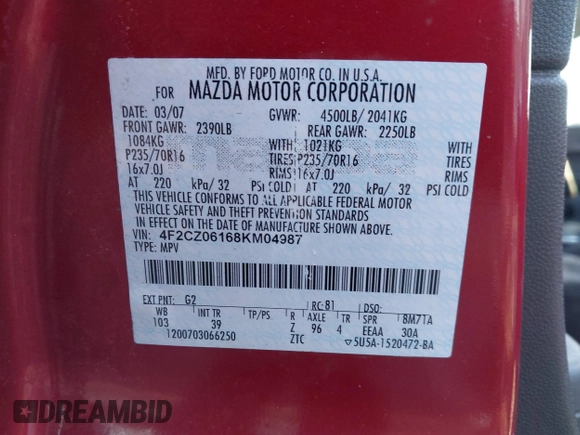 MFD. BY FORD MOTOR CO. IN U.S.A.
FOR MAZDA MOTOR CORPORATION
DATE: 03/07 GVWR: 4500LB/ 2041KG
FRONT GAWR: 2390LB REAR GAWR: 2250LB
1084KG WITH 1021KG WITH
P235/70R16 TIRES P235/70R16 TIRES
16x7.0J RIMS 16x7.0J RIMS
AT 220 kPa/ 32 PSI COLD AT 220 kPa/ 32 PSI COLD
THIS VEHICLE CONFORMS TO ALL APPLICABLE FEDERAL MOTOR
VEHICLE SAFETY AND THEFT PREVENTION STANDARDS
IN EFFECT ON THE DATE OF MANUFACTURE SHOWN ABOVE.
VIN: 4F2CZ06168KM04987
TYPE: MPV
EXT PNT: G2 RC: 81 DSO:
WB INT TR TP/PS R AXLE TR SPR 8M71A
103 39 Z 96 4 EEAA 30A
1200703066250 ZTC ▽5U5A-1520472-BA
DREAMBID